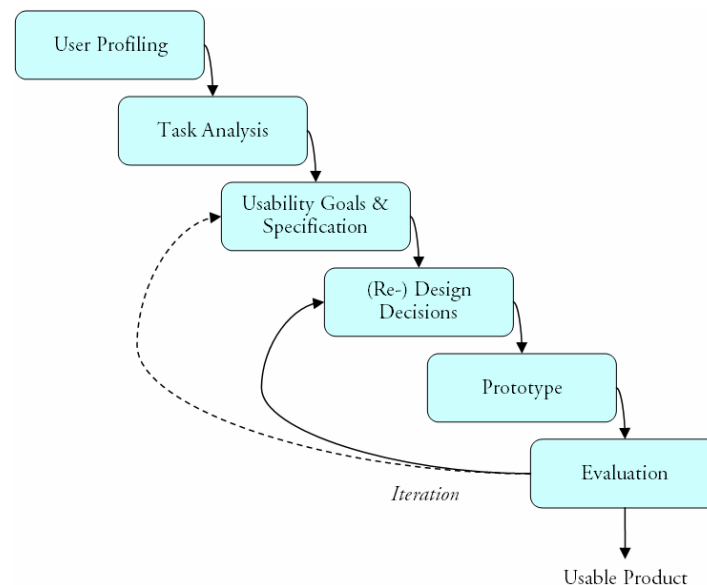 User Profiling
Task Analysis
Usability Goals &
Specification
(Re-) Design
Decisions
Prototype
Evaluation
Iteration
Usable Product